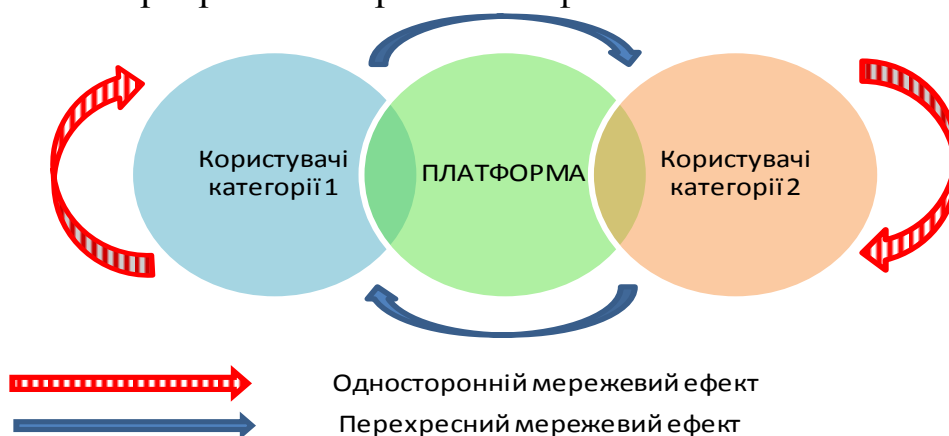 Користувачі
категорії 1
ПЛАТФОРМА
Користувачі
категорії 2
Односторонній мережевий ефект
Перехресний мережевий ефект